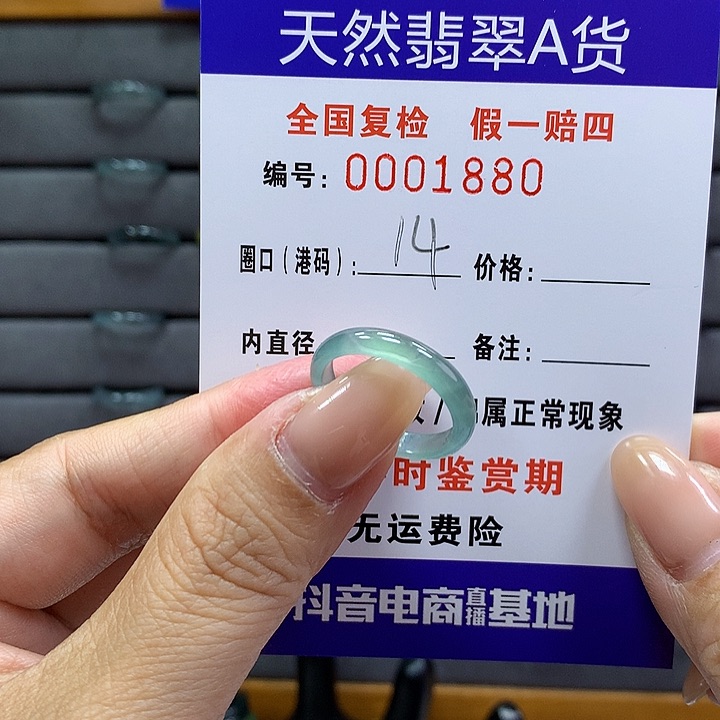 天然翡翠A货
全国复检 假一赔四
编号: 0001880
圈口(港码): 14 价格:
内直径 备注:
属正常现象
时鉴赏期
无运费险
抖音电商直播基地